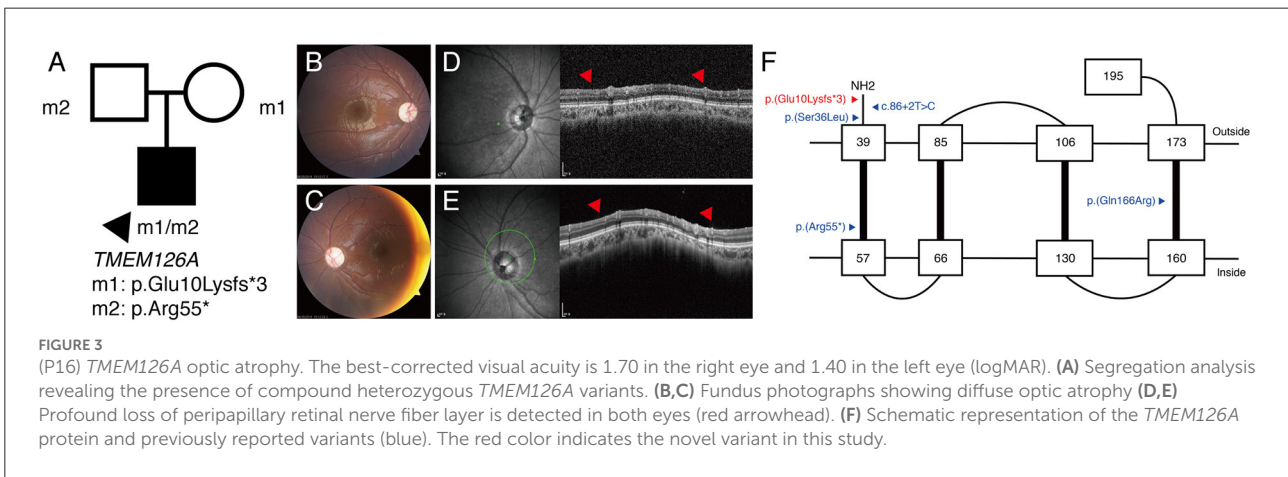 A
m2
m1
m1/m2
TMEM126A
m1: p.Glu10Lysfs*3
m2: p.Arg55*
B
C
D
E
F
NH2
195
p.(Glu10Lysfs*3)
c.86+2T>C
p.(Ser36Leu)
39
85
106
173
Outside
p.(Gln166Arg)
p.(Arg55*)
57
66
130
160
Inside
FIGURE 3
(P16) TMEM126A optic atrophy. The best-corrected visual acuity is 1.70 in the right eye and 1.40 in the left eye (logMAR). (A) Segregation analysis
revealing the presence of compound heterozygous TMEM126A variants. (B,C) Fundus photographs showing diffuse optic atrophy (D,E)
Profound loss of peripapillary retinal nerve fiber layer is detected in both eyes (red arrowhead). (F) Schematic representation of the TMEM126A
protein and previously reported variants (blue). The red color indicates the novel variant in this study.